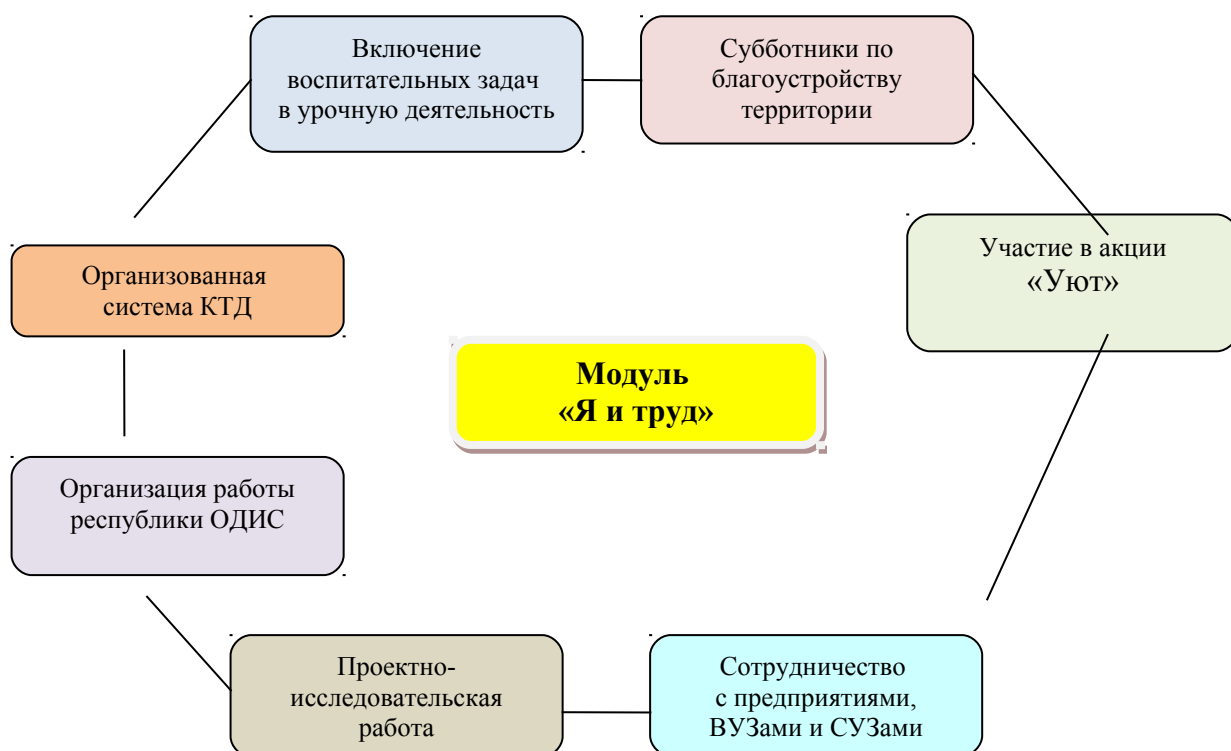 Включение
воспитательных задач
в урочную деятельность
Субботники по
благоустройству
территории
Организованная
система КТД
Участие в акции
«Уют»
Модуль
«Я и труд»
Организация работы
республики ОДИС
Проектно-
исследовательская
работа
Сотрудничество
с предприятиями,
ВУЗами и СУЗами